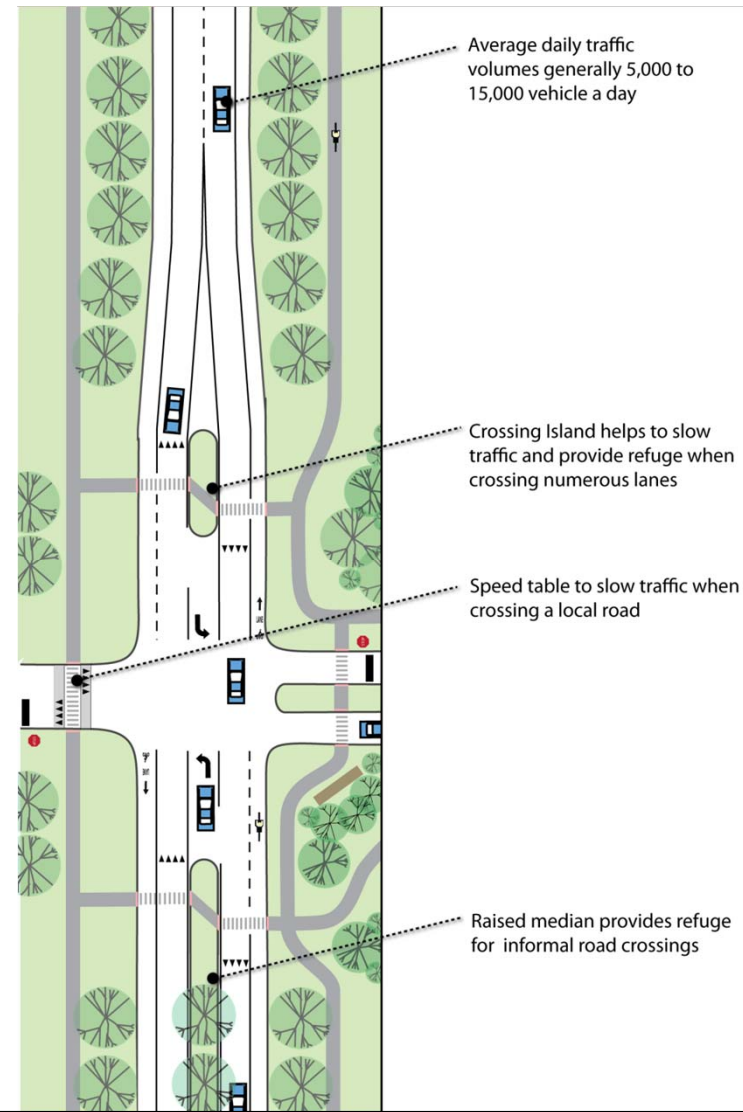 Average daily traffic
volumes generally 5,000 to
15,000 vehicle a day
Crossing Island helps to slow
traffic and provide refuge when
crossing numerous lanes
Speed table to slow traffic when
crossing a local road
Raised median provides refuge
for informal road crossings